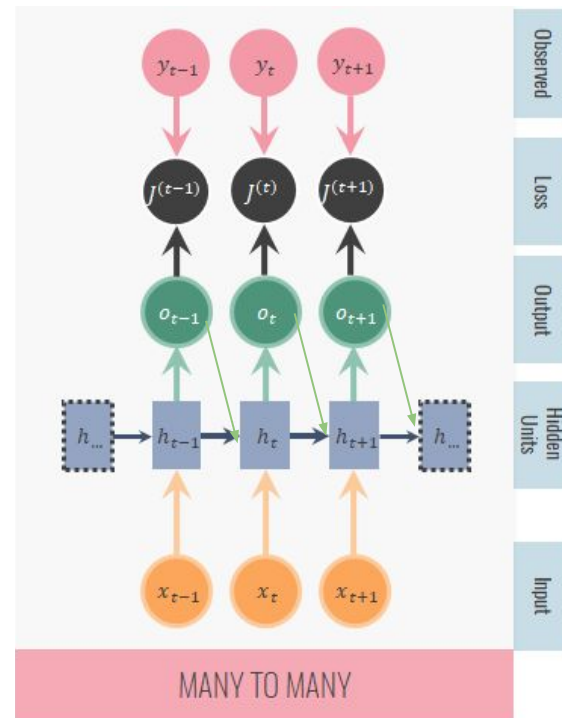 y_{t-1} y_t y_{t+1} Observed
J^{(t-1)} J^{(t)} J^{(t+1)} Loss
o_{t-1} o_t o_{t+1} Output
h_{...} h_{t-1} h_t h_{t+1} h_{...} Hidden Units
x_{t-1} x_t x_{t+1} Input
MANY TO MANY